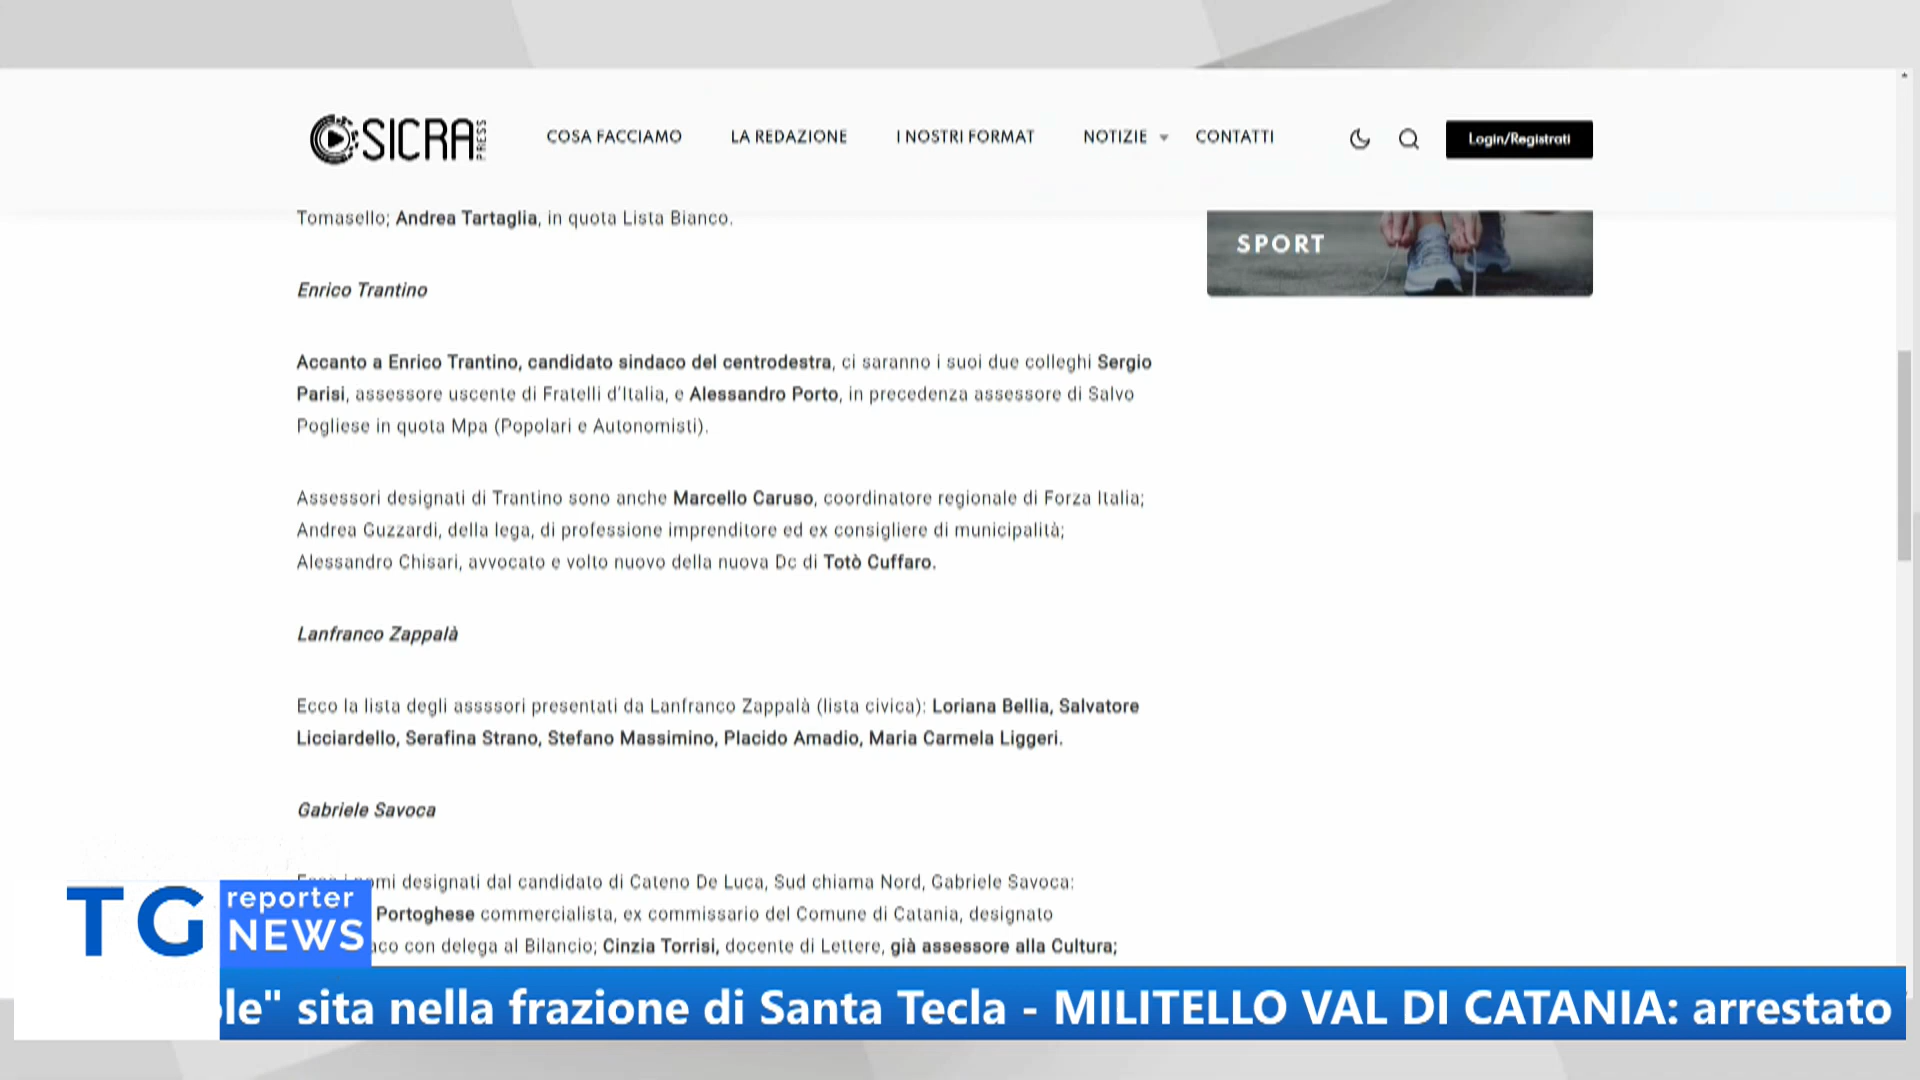 SICRA PRESS
COSA FACCIAMO
LA REDAZIONE
I NOSTRI FORMAT
NOTIZIE
CONTATTI
Login/Registrati
Tomasello; Andrea Tartaglia, in quota Lista Bianco.
SPORT
Enrico Trantino
Accanto a Enrico Trantino, candidato sindaco del centrodestra, ci saranno i suoi due colleghi Sergio
Parisi, assessore uscente di Fratelli d'Italia, e Alessandro Porto, in precedenza assessore di Salvo
Pogliese in quota Mpa (Popolari e Autonomisti).
Assessori designati di Trantino sono anche Marcello Caruso, coordinatore regionale di Forza Italia;
Andrea Guzzardi, della lega, di professione imprenditore ed ex consigliere di municipalità;
Alessandro Chisari, avvocato e volto nuovo della nuova Dc di Totò Cuffaro.
Lanfranco Zappalà
Ecco la lista degli asssssori presentati da Lanfranco Zappalà (lista civica): Loriana Bellia, Salvatore
Licciardello, Serafina Strano, Stefano Massimino, Placido Amadio, Maria Carmela Liggeri.
Gabriele Savoca
designati dal candidato di Cateno De Luca, Sud chiama Nord, Gabriele Savoca:
Portoghese commercialista, ex commissario del Comune di Catania, designato
con delega al Bilancio; Cinzia Torrisi, docente di Lettere, già assessore alla Cultura;
TG reporter
NEWS
le" sita nella frazione di Santa Tecla - MILITELLO VAL DI CATANIA: arrestato